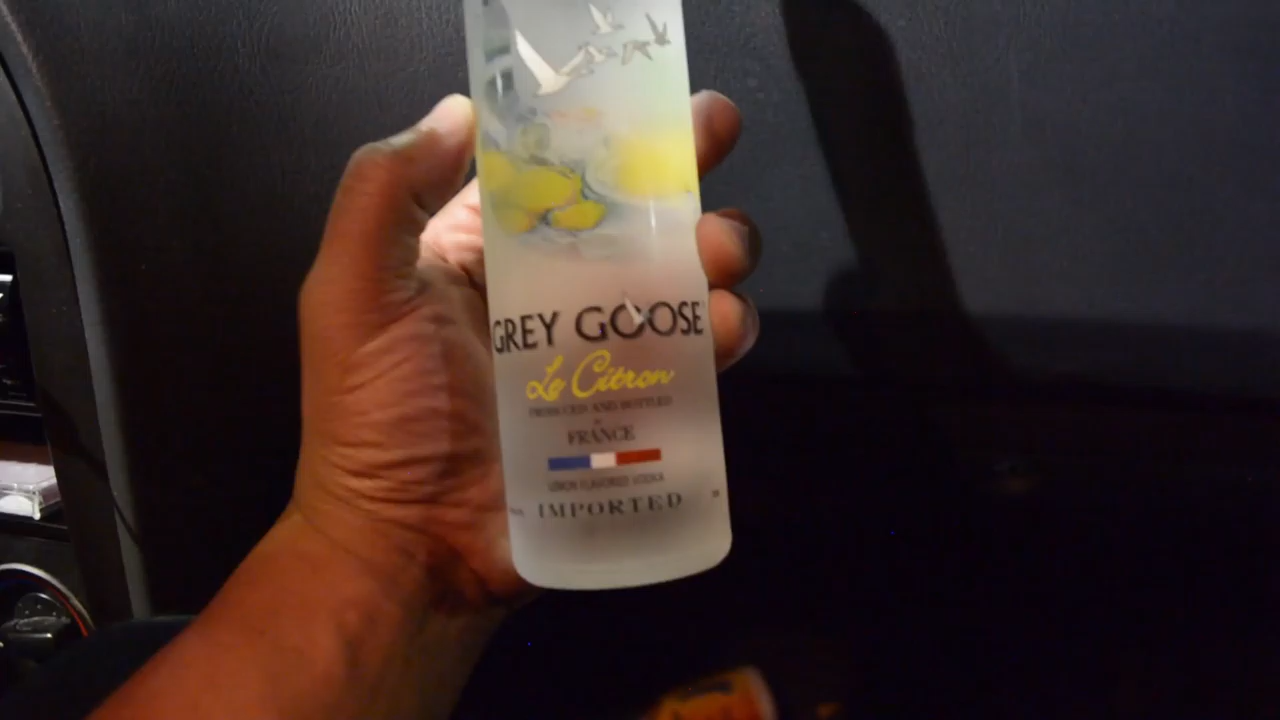 GREY GOOSE
Le Citron
PRODUCED AND BOTTLED
FRANCE
LEMON FLAVORED VODKA
IMPORTED